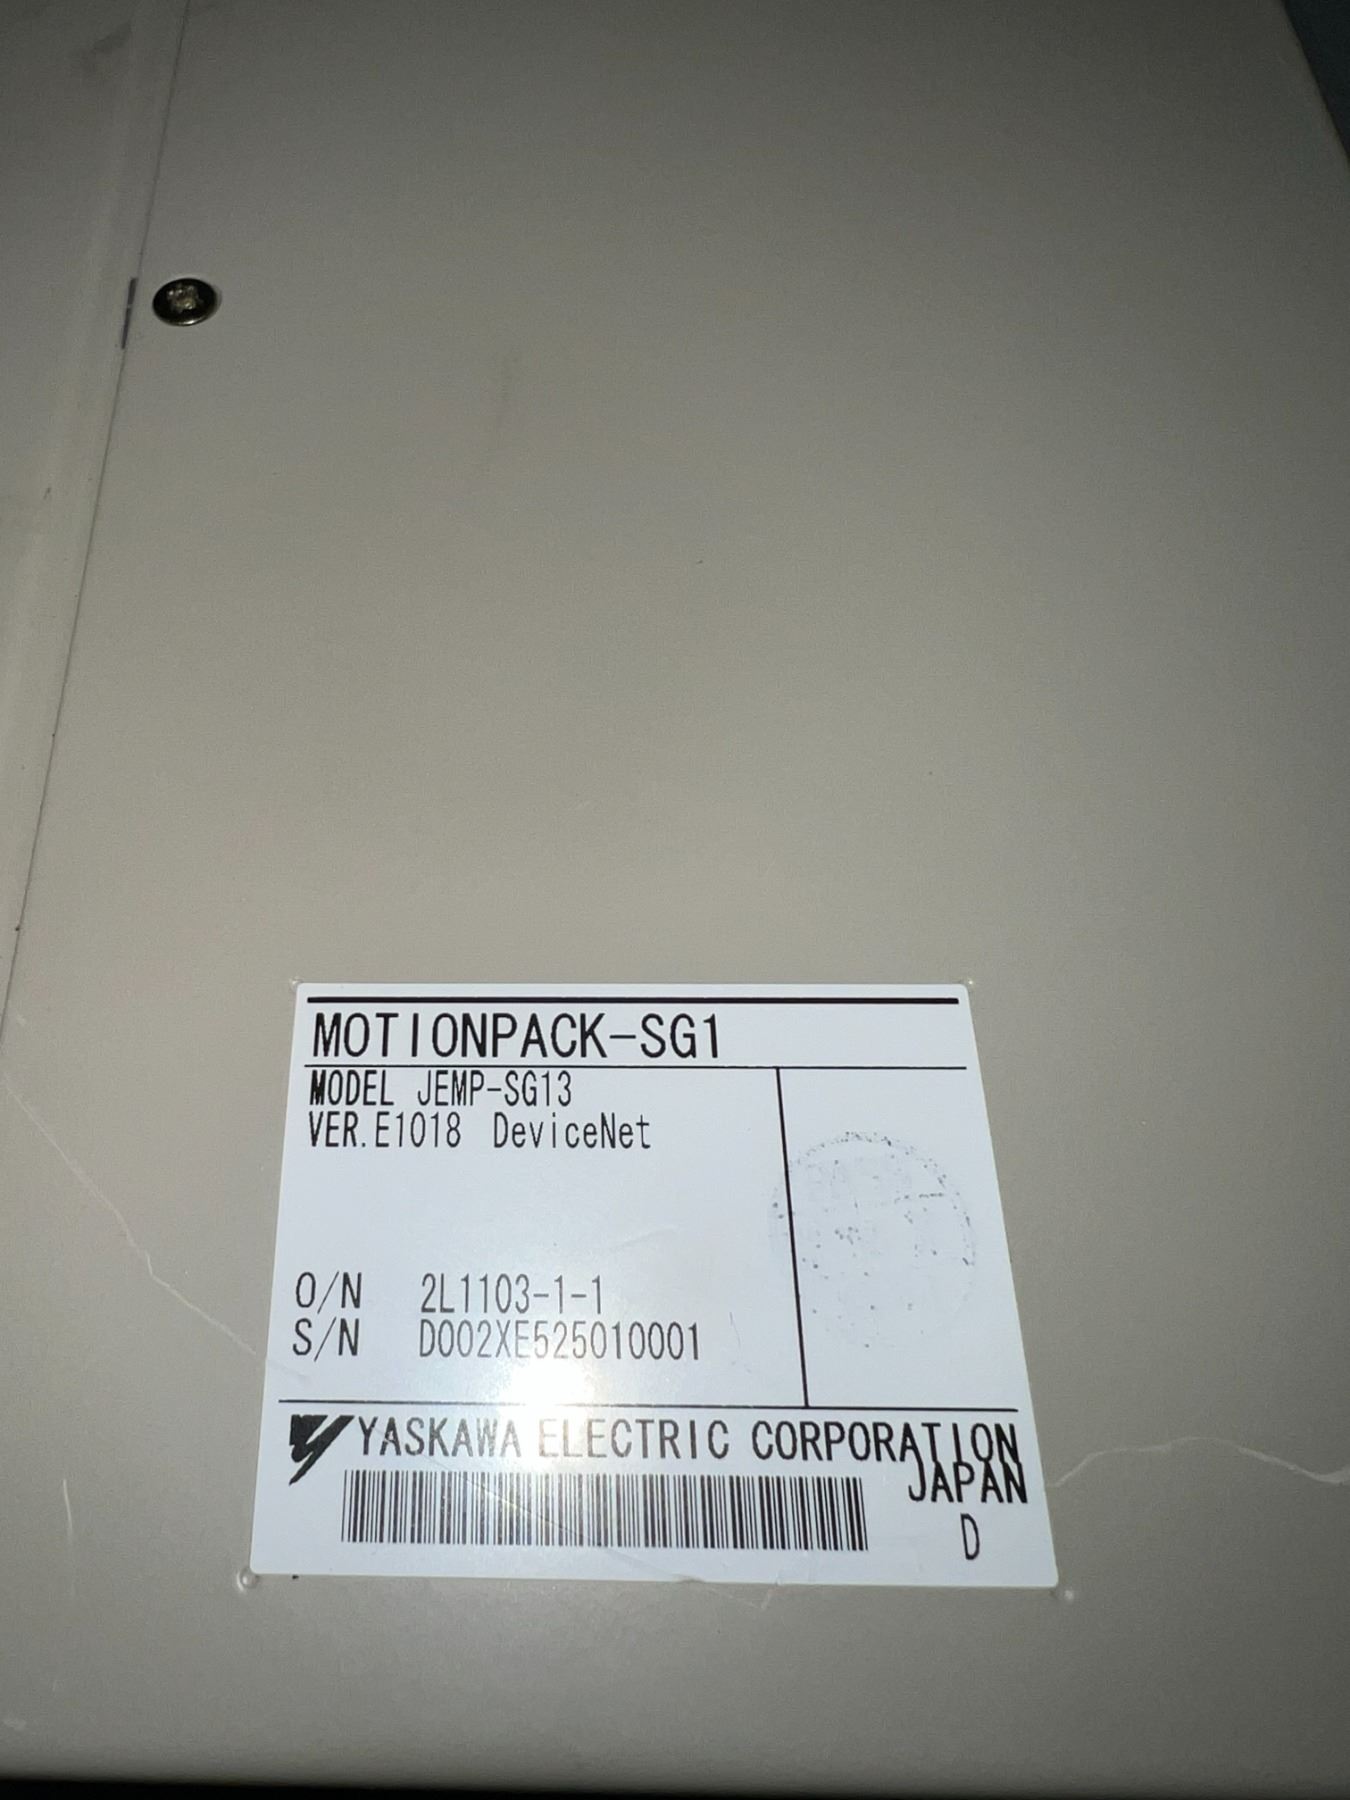 MOTIONPACK-SG1
MODEL JEMP-SG13
VER.E1018 DeviceNet
O/N 2L1103-1-1
S/N D002XE525010001
YASKAWA ELECTRIC CORPORATION
JAPAN
D